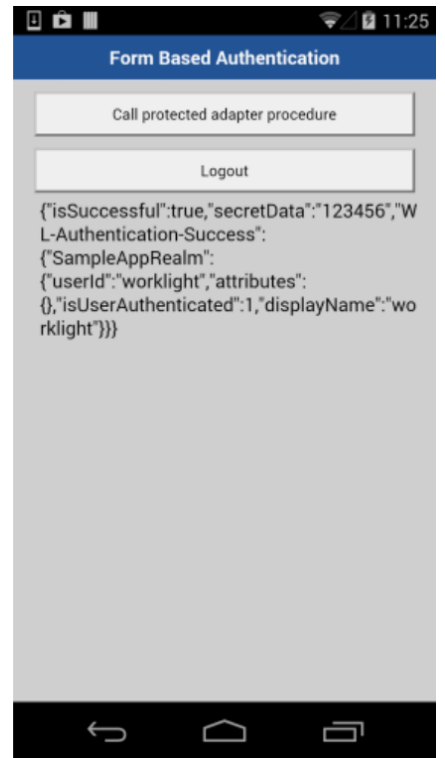 11:25
Form Based Authentication
Call protected adapter procedure
Logout
{"isSuccessful":true,"secretData":"123456","W
L-Authentication-Success":
{"SampleAppRealm":
{"userId":"worklight","attributes":
{},"isUserAuthenticated":1,"displayName":"wo
rklight"}}}